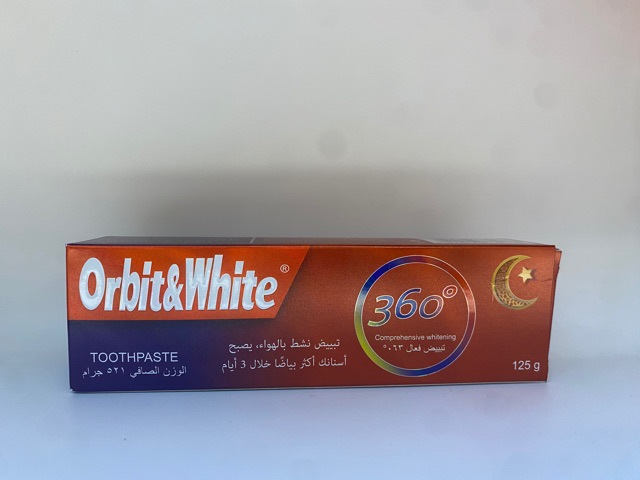 Orbit&White®
TOOTHPASTE
الوزن الصافي ٥٢١ جرام
تبييض نشط بالهواء، يصبح
أسنانك أكثر بياضًا خلال 3 أيام
360°
Comprehensive whitening
تبييض فعال ٠٦٣°
125 g